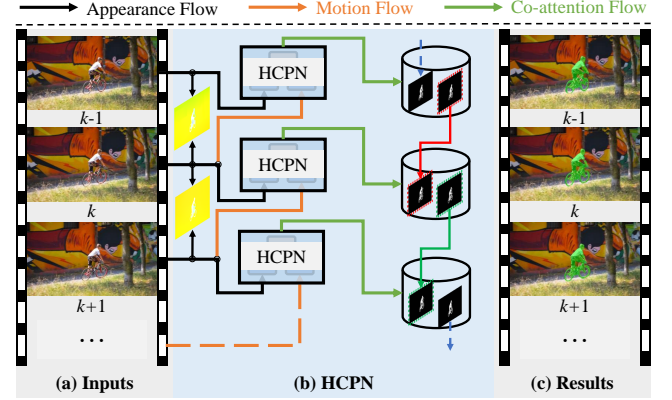 Appearance Flow Motion Flow Co-attention Flow
HCPN
k-1 k-1
HCPN
k k
HCPN
k+1 k+1
... ...
(a) Inputs (b) HCPN (c) Results